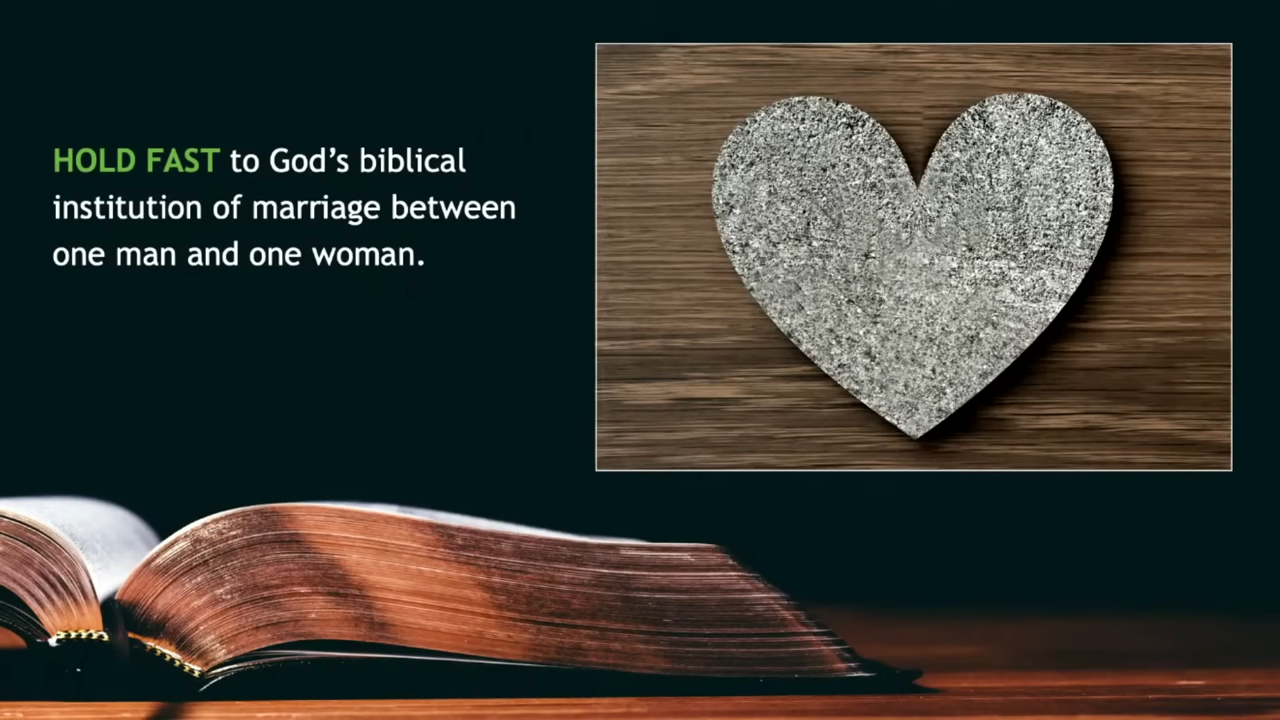 HOLD FAST to God’s biblical
institution of marriage between
one man and one woman.